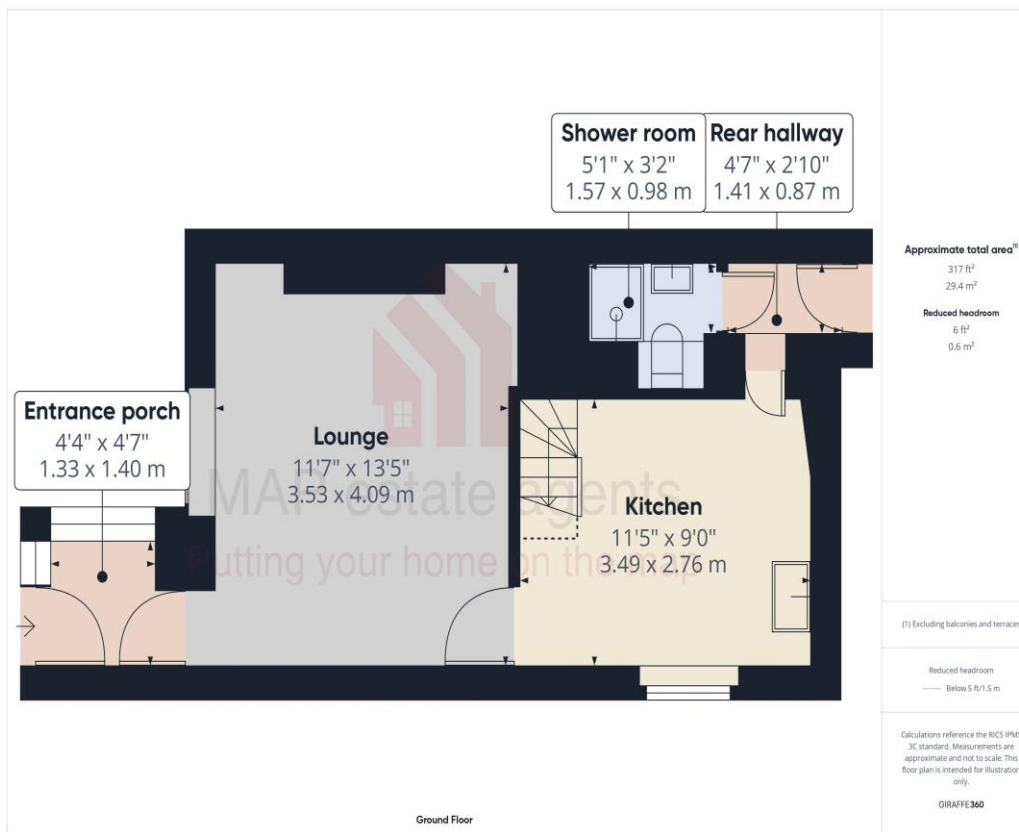 Shower room
5'1" x 3'2"
1.57 x 0.98 m
Rear hallway
4'7" x 2'10"
1.41 x 0.87 m
Entrance porch
4'4" x 4'7"
1.33 x 1.40 m
Lounge
11'7" x 13'5"
3.53 x 4.09 m
Kitchen
11'5" x 9'0"
3.49 x 2.76 m
MAP estate agents
Putting your home on the map
Ground Floor
Approximate total area(1)
317 ft²
29.4 m²
Reduced headroom
6 ft²
0.6 m²
(1) Excluding balconies and terraces
Reduced headroom
Below 5 ft/1.5 m
Calculations reference the RICS IPMS
3C standard. Measurements are
approximate and not to scale. This
floor plan is intended for illustration
only.
GIRAFFE360